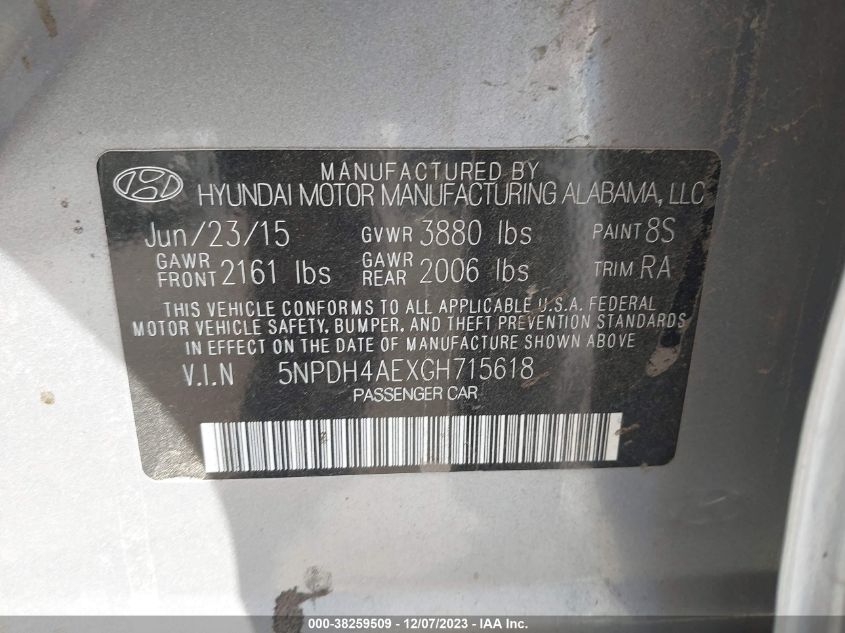 MANUFACTURED BY
HYUNDAI MOTOR MANUFACTURING ALABAMA, LLC
Jun/23/15 GVWR 3880 lbs PAINT 8S
GAWR FRONT 2161 lbs GAWR REAR 2006 lbs TRIM RA
THIS VEHICLE CONFORMS TO ALL APPLICABLE U.S.A. FEDERAL
MOTOR VEHICLE SAFETY, BUMPER, AND THEFT PREVENTION STANDARDS
IN EFFECT ON THE DATE OF MANUFACTURE SHOWN ABOVE.
V.I.N 5NPDH4AEXGH715618
PASSENGER CAR
000-38259509 - 12/07/2023 - IAA Inc.